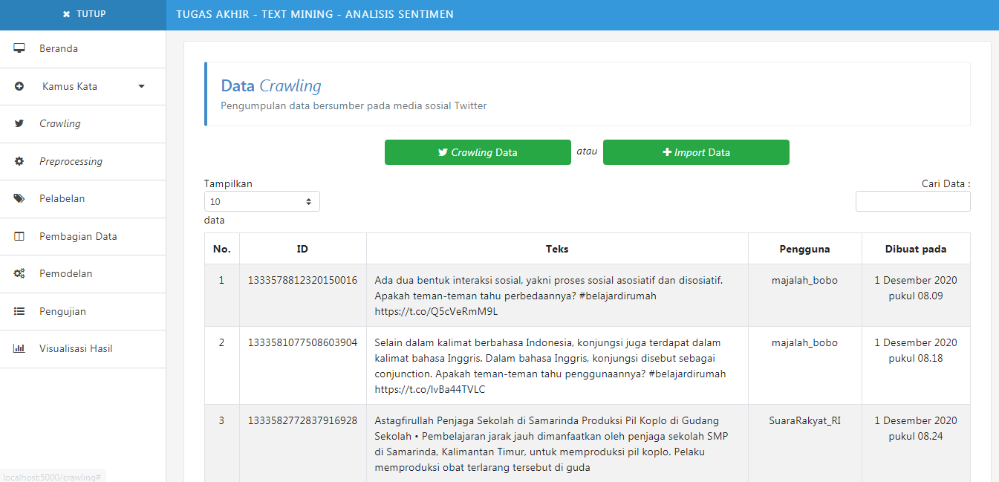 TUTUP
TUGAS AKHIR - TEXT MINING - ANALISIS SENTIMEN
Beranda
Kamus Kata
Crawling
Preprocessing
Pelabelan
Pembagian Data
Pemodelan
Pengujian
Visualisasi Hasil
Data Crawling
Pengumpulan data bersumber pada media sosial Twitter
Crawling Data atau Import Data
Tampilkan
10
data
Cari Data :
No. ID Teks Pengguna Dibuat pada
1 1333578812320150016 Ada dua bentuk interaksi sosial, yakni proses sosial asosiatif dan disosiatif. majalah_bobo 1 Desember 2020
Apakah teman-teman tahu perbedaannya? #belajardirumah pukul 08.09
https://t.co/Q5cVeRmM9L
2 1333581077508603904 Selain dalam kalimat berbahasa Indonesia, konjungsi juga terdapat dalam majalah_bobo 1 Desember 2020
kalimat bahasa Inggris. Dalam bahasa Inggris, konjungsi disebut sebagai pukul 08.18
conjunction. Apakah teman-teman tahu penggunaannya? #belajardirumah
https://t.co/lvBa44TVLC
3 1333582772837916928 Astagfirullah Penjaga Sekolah di Samarinda Produksi Pil Koplo di Gudang SuaraRakyat_RI 1 Desember 2020
Sekolah • Pembelajaran jarak jauh dimanfaatkan oleh penjaga sekolah SMP pukul 08.24
di Samarinda, Kalimantan Timur, untuk memproduksi pil koplo. Pelaku
memproduksi obat terlarang tersebut di guda
localhost:5000/crawling#